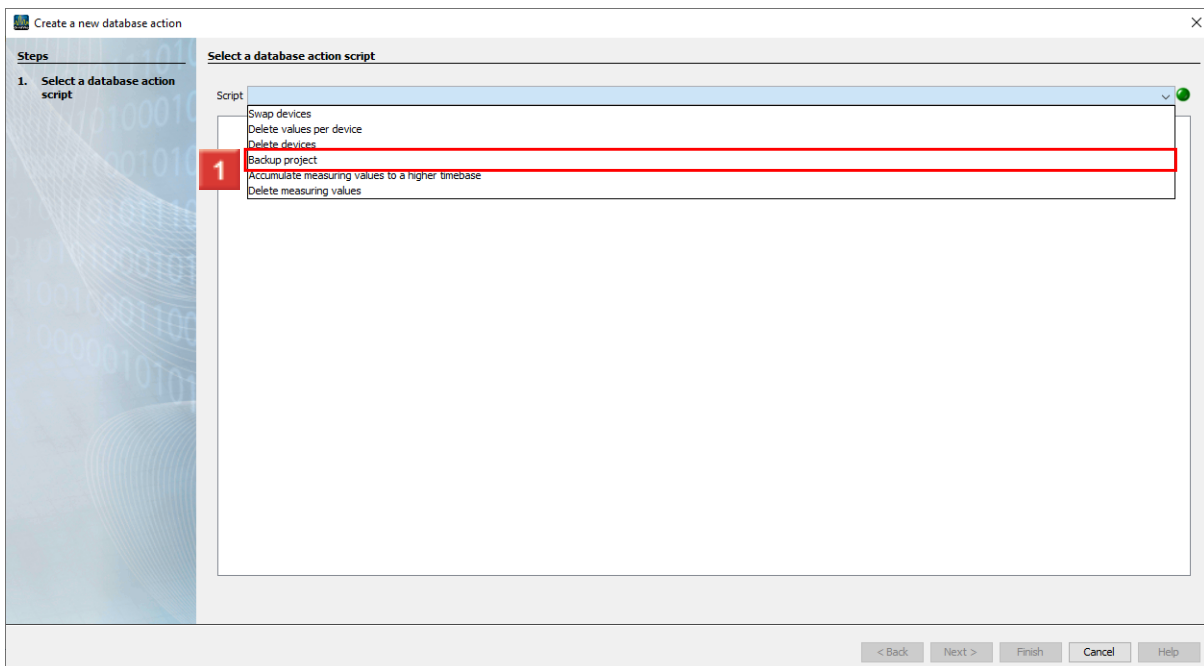 Create a new database action
Steps
1. Select a database action
script
Select a database action script
Script
Swap devices
Delete values per device
Delete devices
1
Backup project
Accumulate measuring values to a higher timebase
Delete measuring values
< Back
Next >
Finish
Cancel
Help